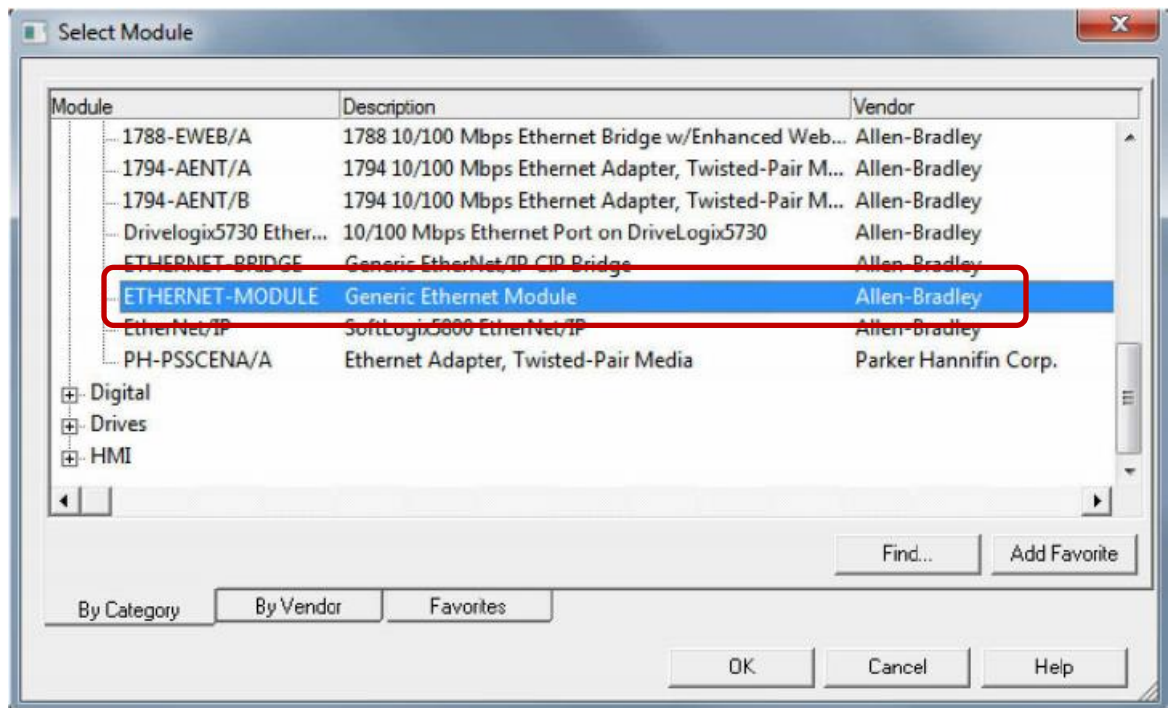 Select Module
Module Description Vendor
1788-EWEB/A 1788 10/100 Mbps Ethernet Bridge w/Enhanced Web... Allen-Bradley
1794-AENT/A 1794 10/100 Mbps Ethernet Adapter, Twisted-Pair M... Allen-Bradley
1794-AENT/B 1794 10/100 Mbps Ethernet Adapter, Twisted-Pair M... Allen-Bradley
Drivelogix5730 Ether... 10/100 Mbps Ethernet Port on DriveLogix5730 Allen-Bradley
ETHERNET-BRIDGE Generic EtherNet/IP CIP Bridge Allen-Bradley
ETHERNET-MODULE Generic Ethernet Module Allen-Bradley
EtherNet/IP SoftLogix5800 EtherNet/IP Allen-Bradley
PH-PSSCENA/A Ethernet Adapter, Twisted-Pair Media Parker Hannifin Corp.
Digital
Drives
HMI
Find... Add Favorite
By Category By Vendor Favorites
OK Cancel Help